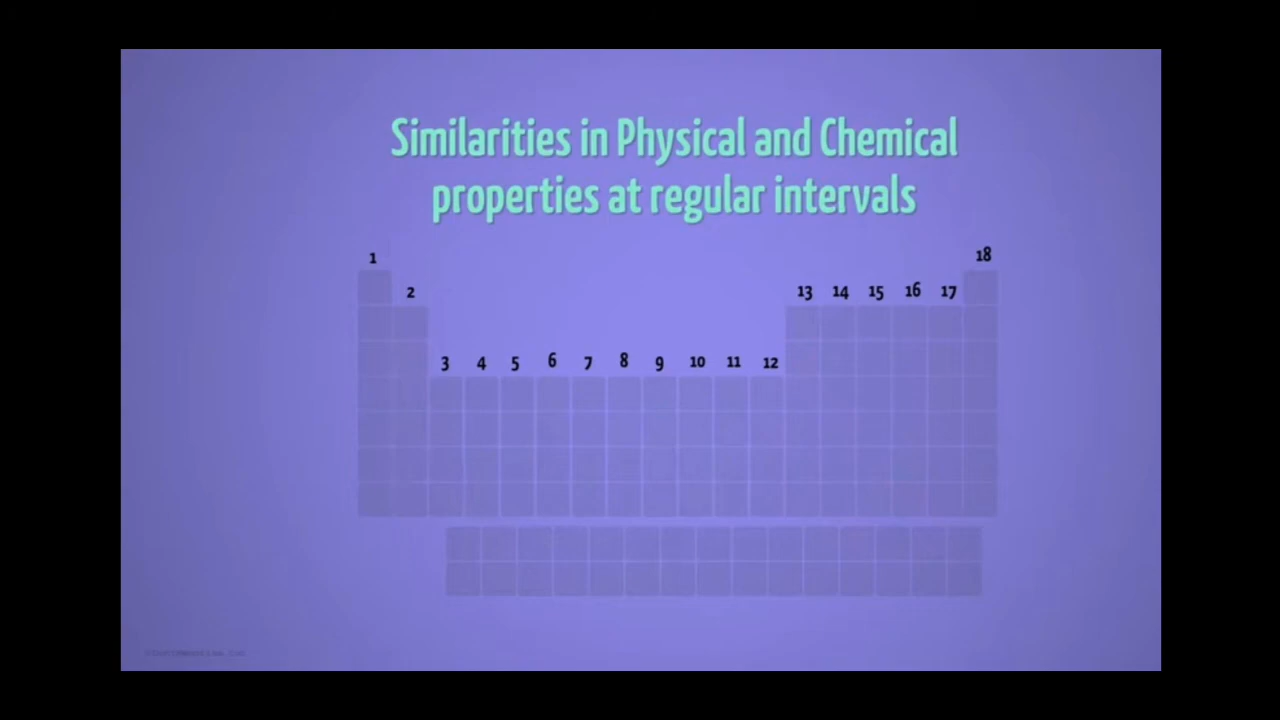 Similarities in Physical and Chemical
properties at regular intervals
1 18
2 13 14 15 16 17
3 4 5 6 7 8 9 10 11 12